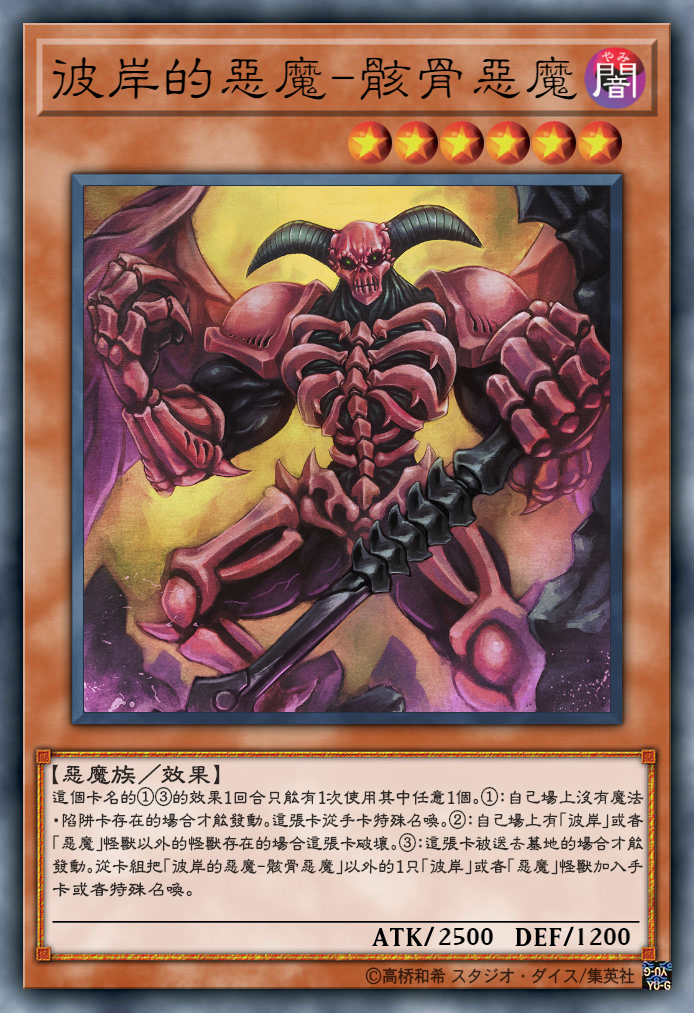 彼岸的惡魔-骸骨惡魔
やみ
闇
【惡魔族／效果】
這個卡名的①③的效果1回合只能有1次使用其中任意1個。①：自己場上沒有魔法
・陷阱卡存在的場合才能發動。這張卡從手卡特殊召喚。②：自己場上有「彼岸」或者
「惡魔」怪獸以外的怪獸存在的場合這張卡破壞。③：這張卡被送去墓地的場合才能
發動。從卡組把「彼岸的惡魔-骸骨惡魔」以外的1只「彼岸」或者「惡魔」怪獸加入手
卡或者特殊召喚。
ATK/2500 DEF/1200
©高桥和希 スタジオ・ダイス/集英社
YU-G
YU-G